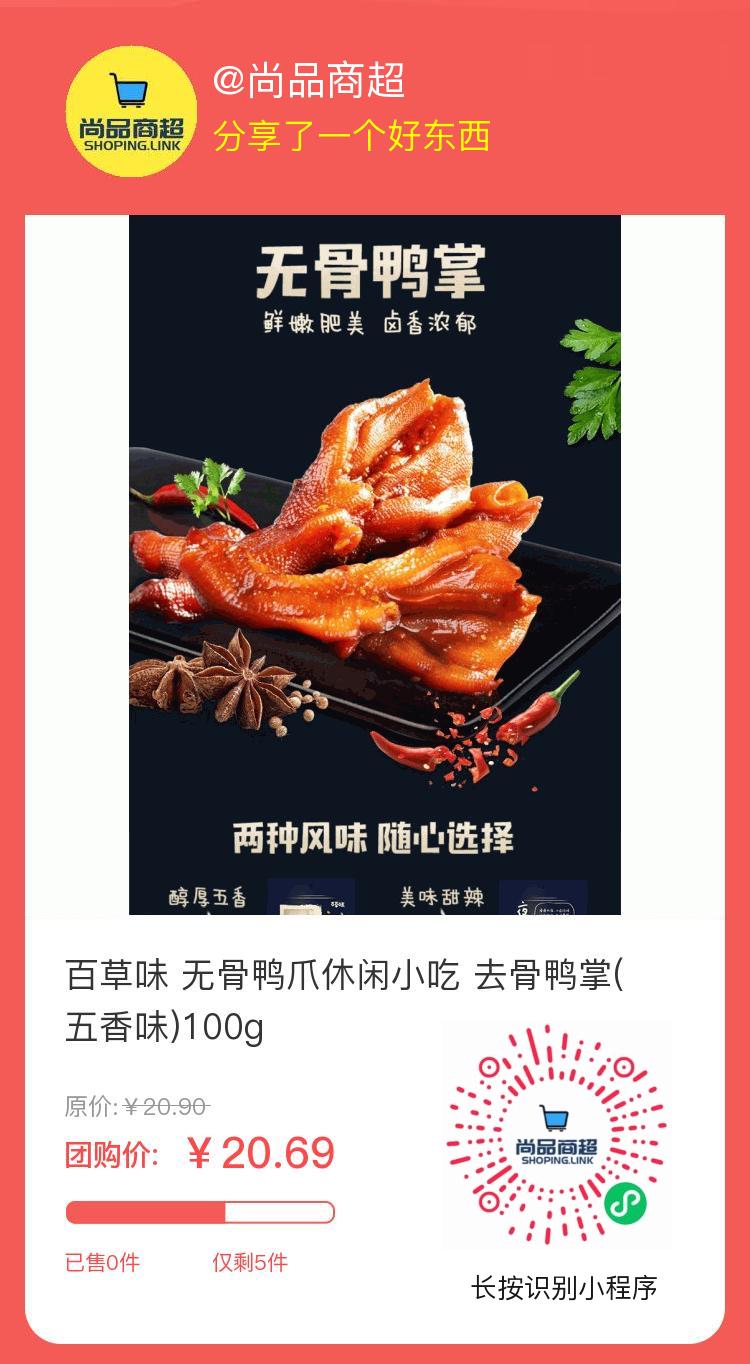 尚品商超
SHOPING.LINK
@尚品商超
分享了一个好东西
无骨鸭掌
鲜嫩肥美 卤香浓郁
两种风味 随心选择
醇厚五香
美味甜辣
百草味 无骨鸭爪休闲小吃 去骨鸭掌(
五香味)100g
原价:￥20.90
团购价: ￥20.69
已售0件
仅剩5件
尚品商超
SHOPING.LINK
长按识别小程序